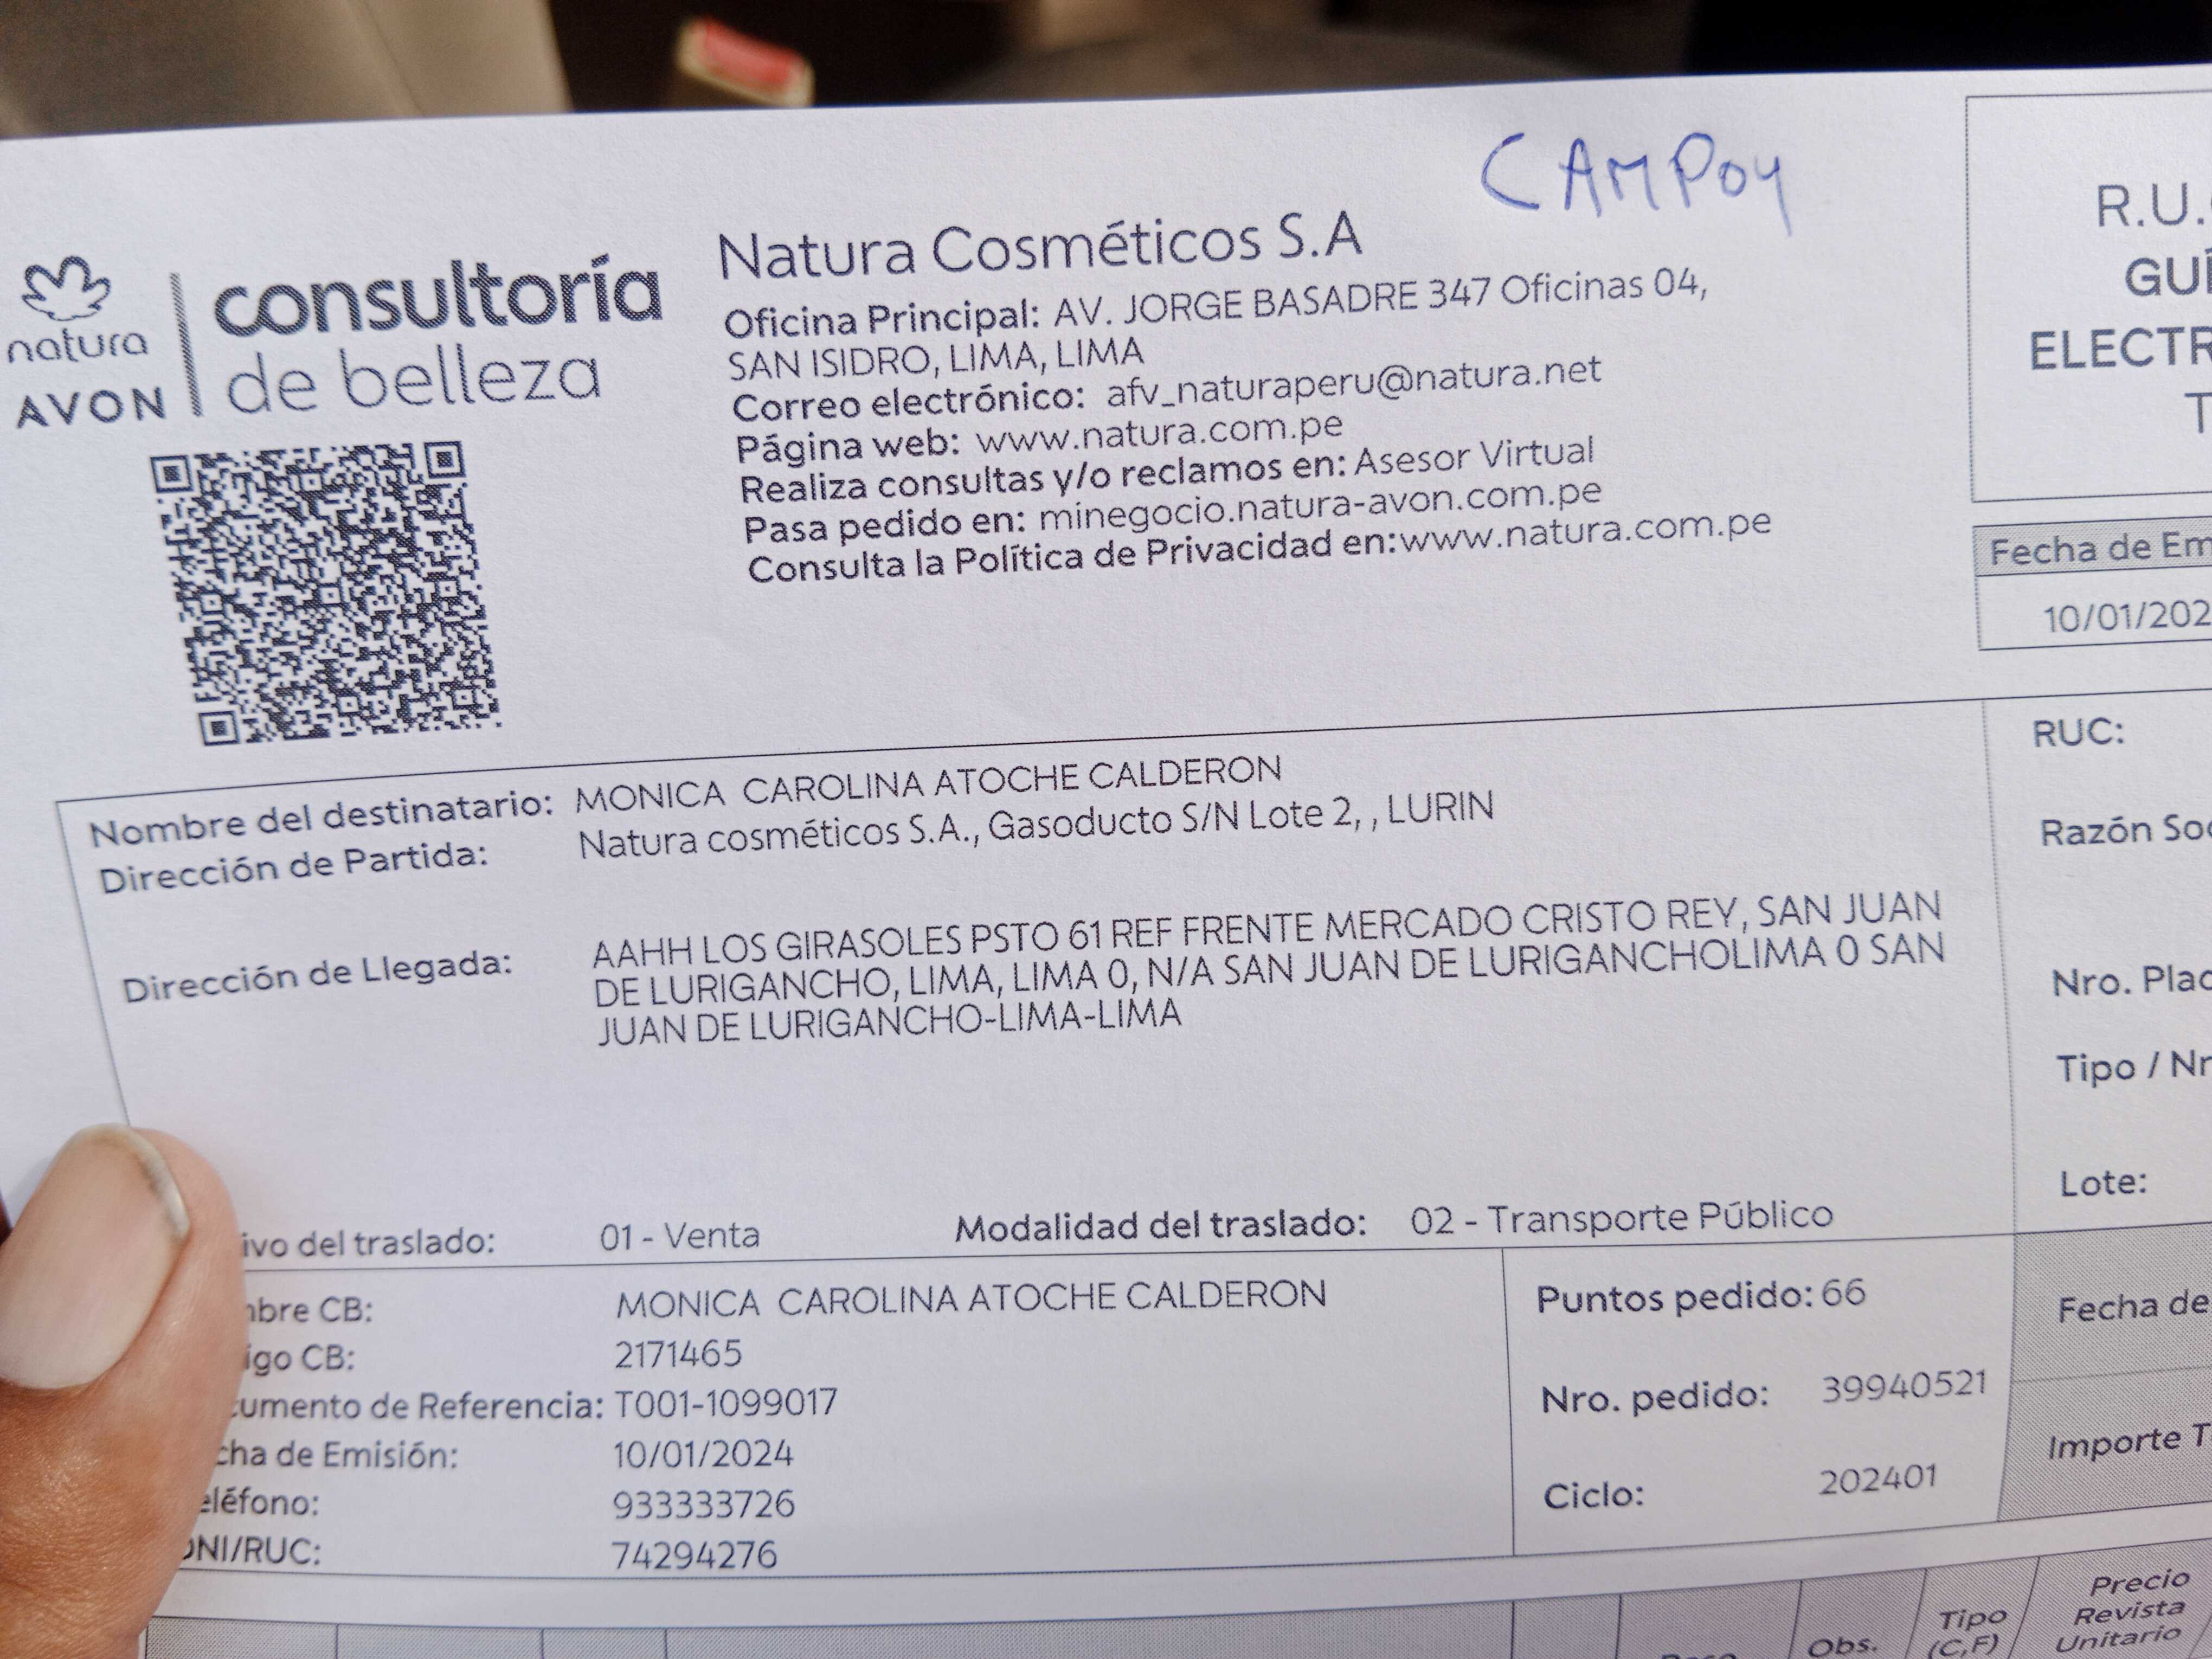 CAMPOY
natura
AVON
consultoría
de belleza
Natura Cosméticos S.A
Oficina Principal: AV. JORGE BASADRE 347 Oficinas 04,
SAN ISIDRO, LIMA, LIMA
Correo electrónico: afv_naturaperu@natura.net
Página web: www.natura.com.pe
Realiza consultas y/o reclamos en: Asesor Virtual
Pasa pedido en: minegocio.natura-avon.com.pe
Consulta la Política de Privacidad en:www.natura.com.pe
R.U.
GUÍ
ELECTR
T
Fecha de Em
10/01/202
Nombre del destinatario: MONICA CAROLINA ATOCHE CALDERON
Dirección de Partida: Natura cosméticos S.A., Gasoducto S/N Lote 2, , LURIN
Dirección de Llegada: AAHH LOS GIRASOLES PSTO 61 REF FRENTE MERCADO CRISTO REY, SAN JUAN
DE LURIGANCHO, LIMA, LIMA 0, N/A SAN JUAN DE LURIGANCHOLIMA 0 SAN
JUAN DE LURIGANCHO-LIMA-LIMA
ivo del traslado: 01 - Venta Modalidad del traslado: 02 - Transporte Público
RUC:
Razón Soc
Nro. Plac
Tipo / Nr
Lote:
bre CB: MONICA CAROLINA ATOCHE CALDERON
igo CB: 2171465
umento de Referencia: T001-1099017
cha de Emisión: 10/01/2024
eléfono: 933333726
DNI/RUC: 74294276
Puntos pedido: 66
Nro. pedido: 39940521
Ciclo: 202401
Fecha de
Importe T
Obs.
Tipo
(C,F)
Precio
Revista
Unitario